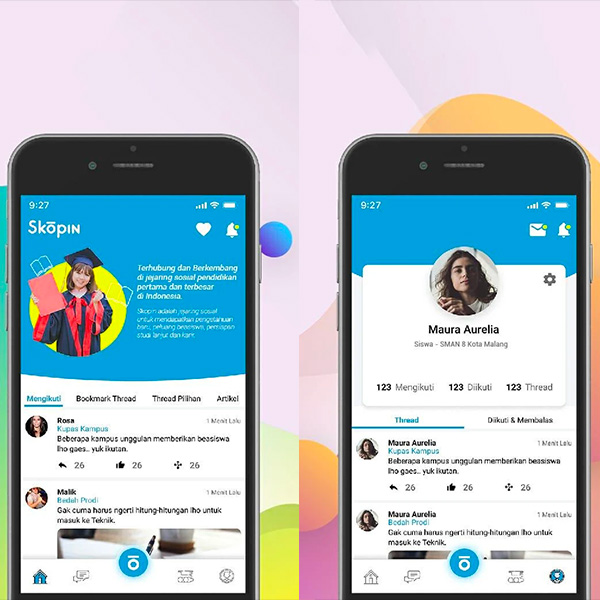 9:27
Skōpin
Terhubung dan Berkembang
di jejaring sosial pendidikan
pertama dan terbesar
di Indonesia.
Skopin adalah jejaring sosial
untuk mendapatkan pengetahuan
baru, peluang beasiswa, persiapan
studi lanjut dan karir.
Mengikuti Bookmark Thread Thread Pilihan Artikel
Rosa 1 Menit Lalu
Kupas Kampus
Beberapa kampus unggulan memberikan beasiswa
lho gaes.. yuk ikutan.
26 26 26
Malik 1 Menit Lalu
Bedah Prodi
Gak cuma harus ngerti hitung-hitungan lho untuk
masuk ke Teknik.
ō
9:27
Maura Aurelia
Siswa - SMAN 8 Kota Malang
123 Mengikuti 123 Diikuti 123 Thread
Thread Diikuti & Membalas
Maura Aurelia 1 Menit Lalu
Kupas Kampus
Beberapa kampus unggulan memberikan beasiswa
lho gaes.. yuk ikutan.
26 26 26
Maura Aurelia 1 Menit Lalu
Bedah Prodi
Gak cuma harus ngerti hitung-hitungan lho untuk
masuk ke Teknik.
ō